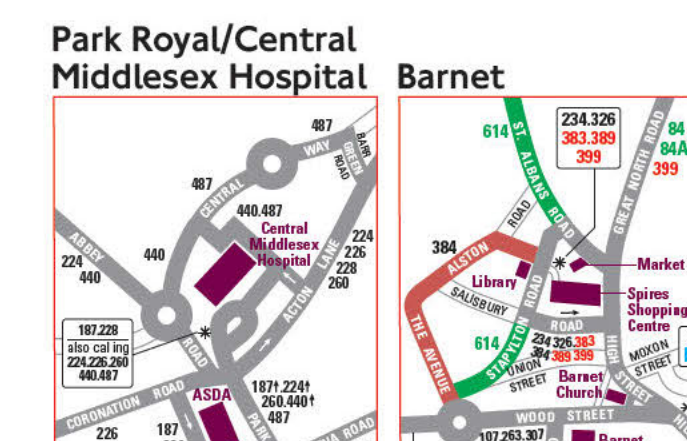 Park Royal/Central
Middlesex Hospital
487
WAY
BARR
GREEN
ROAD
487
CENTRAL
440.487
Central
Middlesex
Hospital
ABBEY
224
440
440
LANE
224
226
228
260
ACTON
187.228
also cal ing
224.226.260
440.487
ROAD
ASDA
CORONATION ROAD
226
187
187†.224†
260.440†
487
PARK
ROAD
Barnet
614
ST. ALBANS ROAD
234.326
383.389
399
GREAT NORTH ROAD
84
84A
399
ROAD
384
ALSTON
Library
Market
SALISBURY
ROAD
Spires
Shopping
Centre
THE AVENUE
614
STAPYLTON
ROAD
234 326 383
384 389 399
UNION
STREET
HIGH
STREET
MOXON
STREET
Barnet
Church
WOOD STREET
107.263.307
Barnet